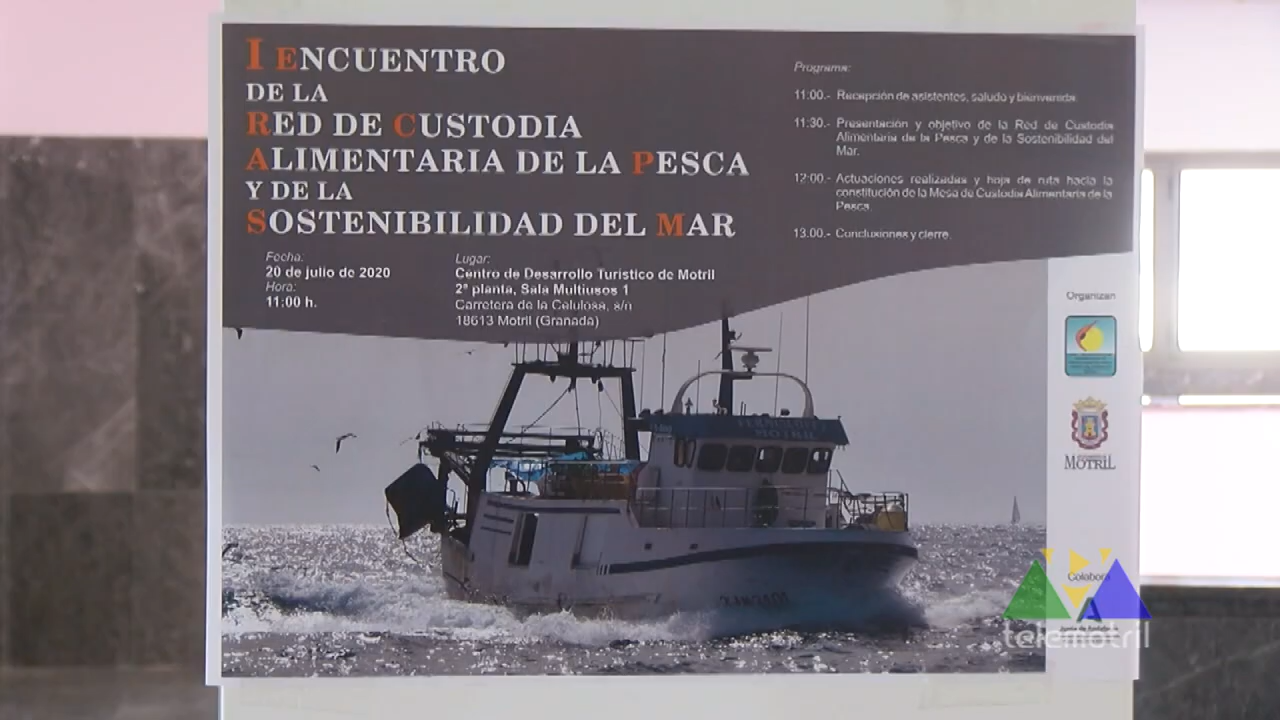 I ENCUENTRO
DE LA
RED DE CUSTODIA
ALIMENTARIA DE LA PESCA
Y DE LA
SOSTENIBILIDAD DEL MAR
Fecha:
20 de julio de 2020
Hora:
11:00 h.
Lugar:
Centro de Desarrollo Turístico de Motril
2ª planta, Sala Multiusos 1
Carretera de la Celulosa, s/n
18613 Motril (Granada)
Programa:
11:00.- Recepción de asistentes, saludo y bienvenida.
11:30.- Presentación y objetivo de la Red de Custodia
Alimentaria de la Pesca y de la Sostenibilidad del
Mar.
12:00.- Actuaciones realizadas y hoja de ruta hacia la
constitución de la Mesa de Custodia Alimentaria de la
Pesca.
13:00.- Conclusiones y cierre.
Organizan
MOTRIL
MOTRIL
Colabora
telemotril